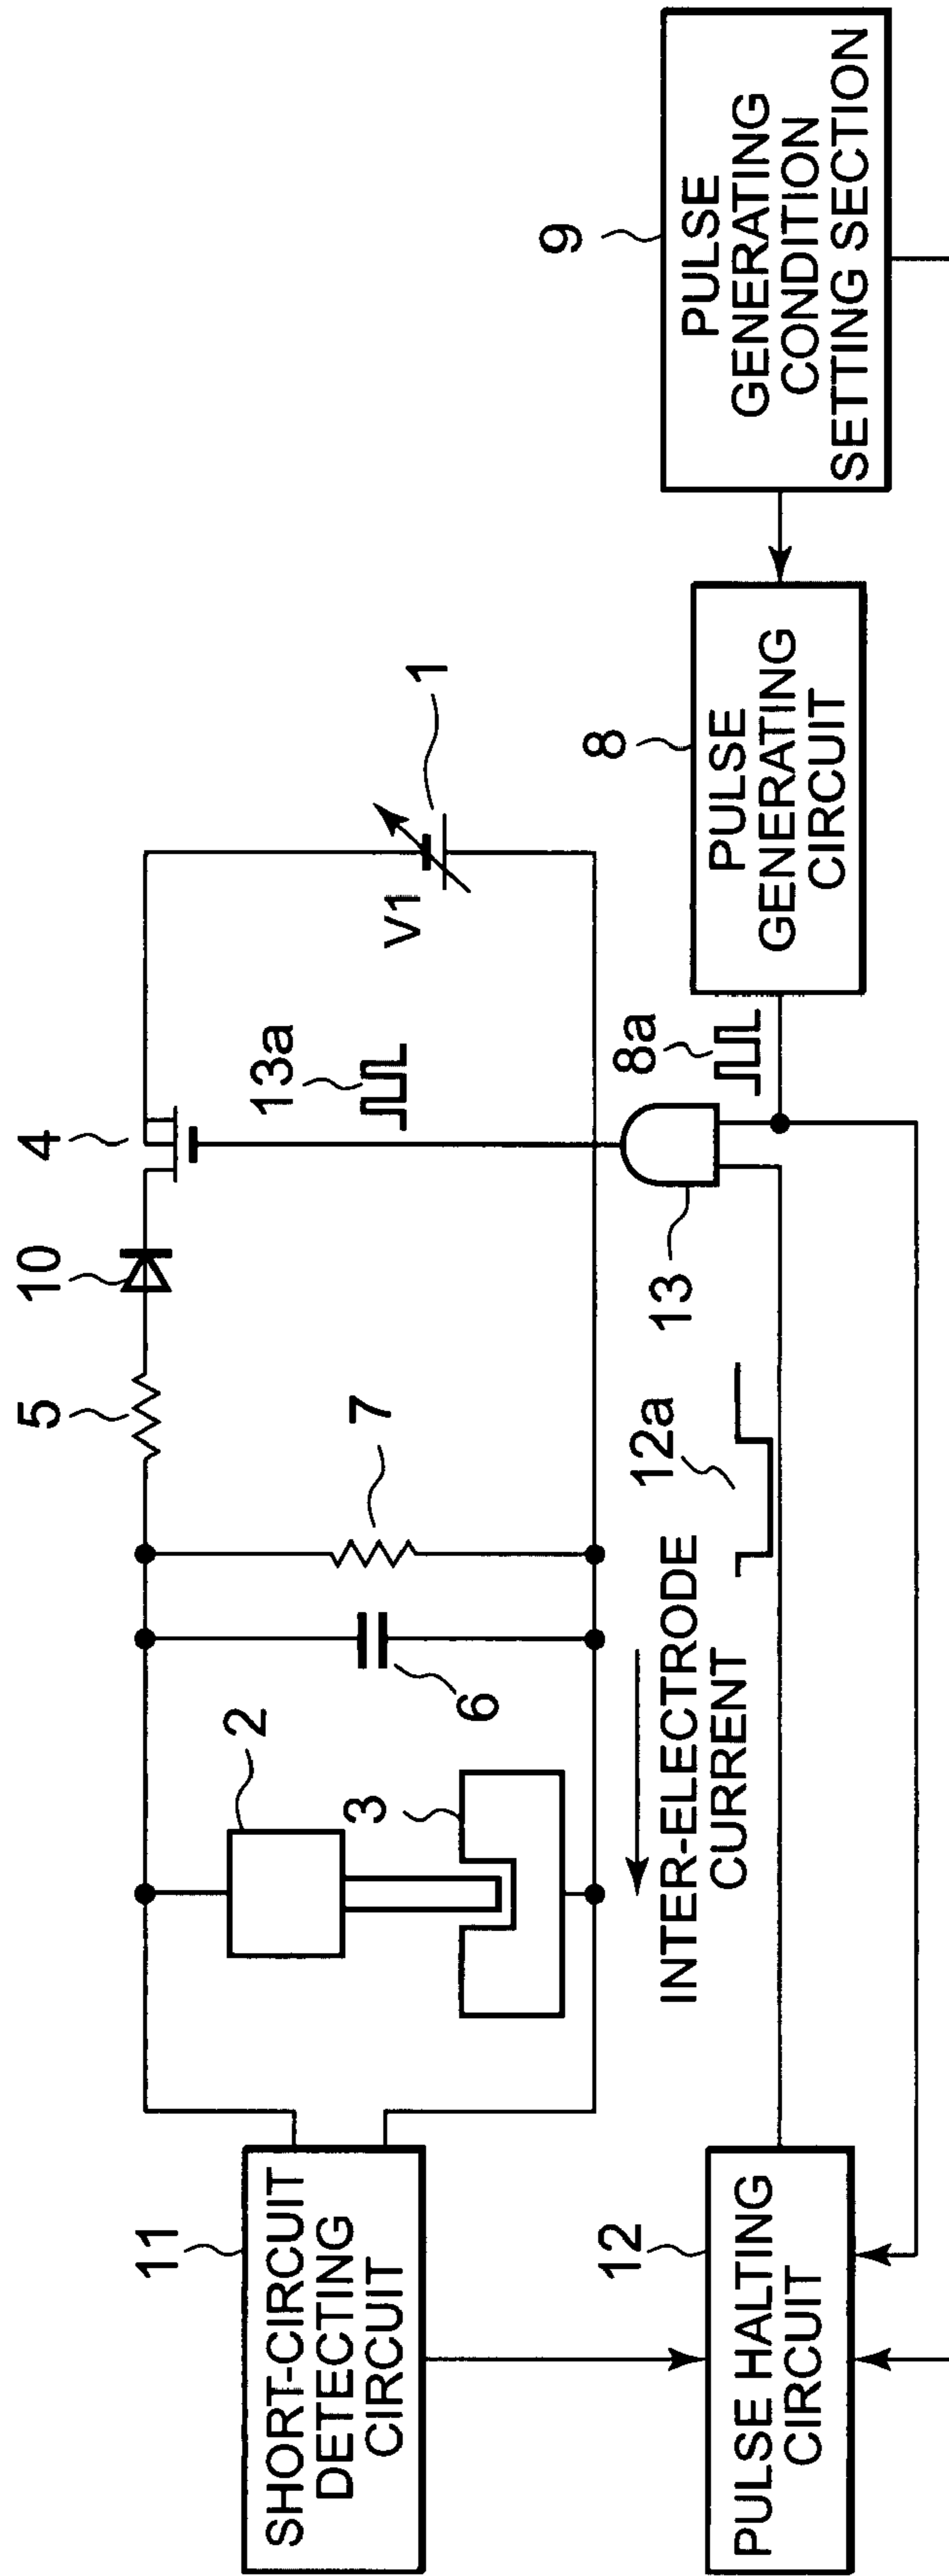 11
SHORT-CIRCUIT
DETECTING
CIRCUIT
2
3
6
7
5
10
4
13a
V1
1
INTER-ELECTRODE
CURRENT
12a
13
8a
12
PULSE HALTING
CIRCUIT
8
PULSE
GENERATING
CIRCUIT
9
PULSE
GENERATING
CONDITION
SETTING SECTION